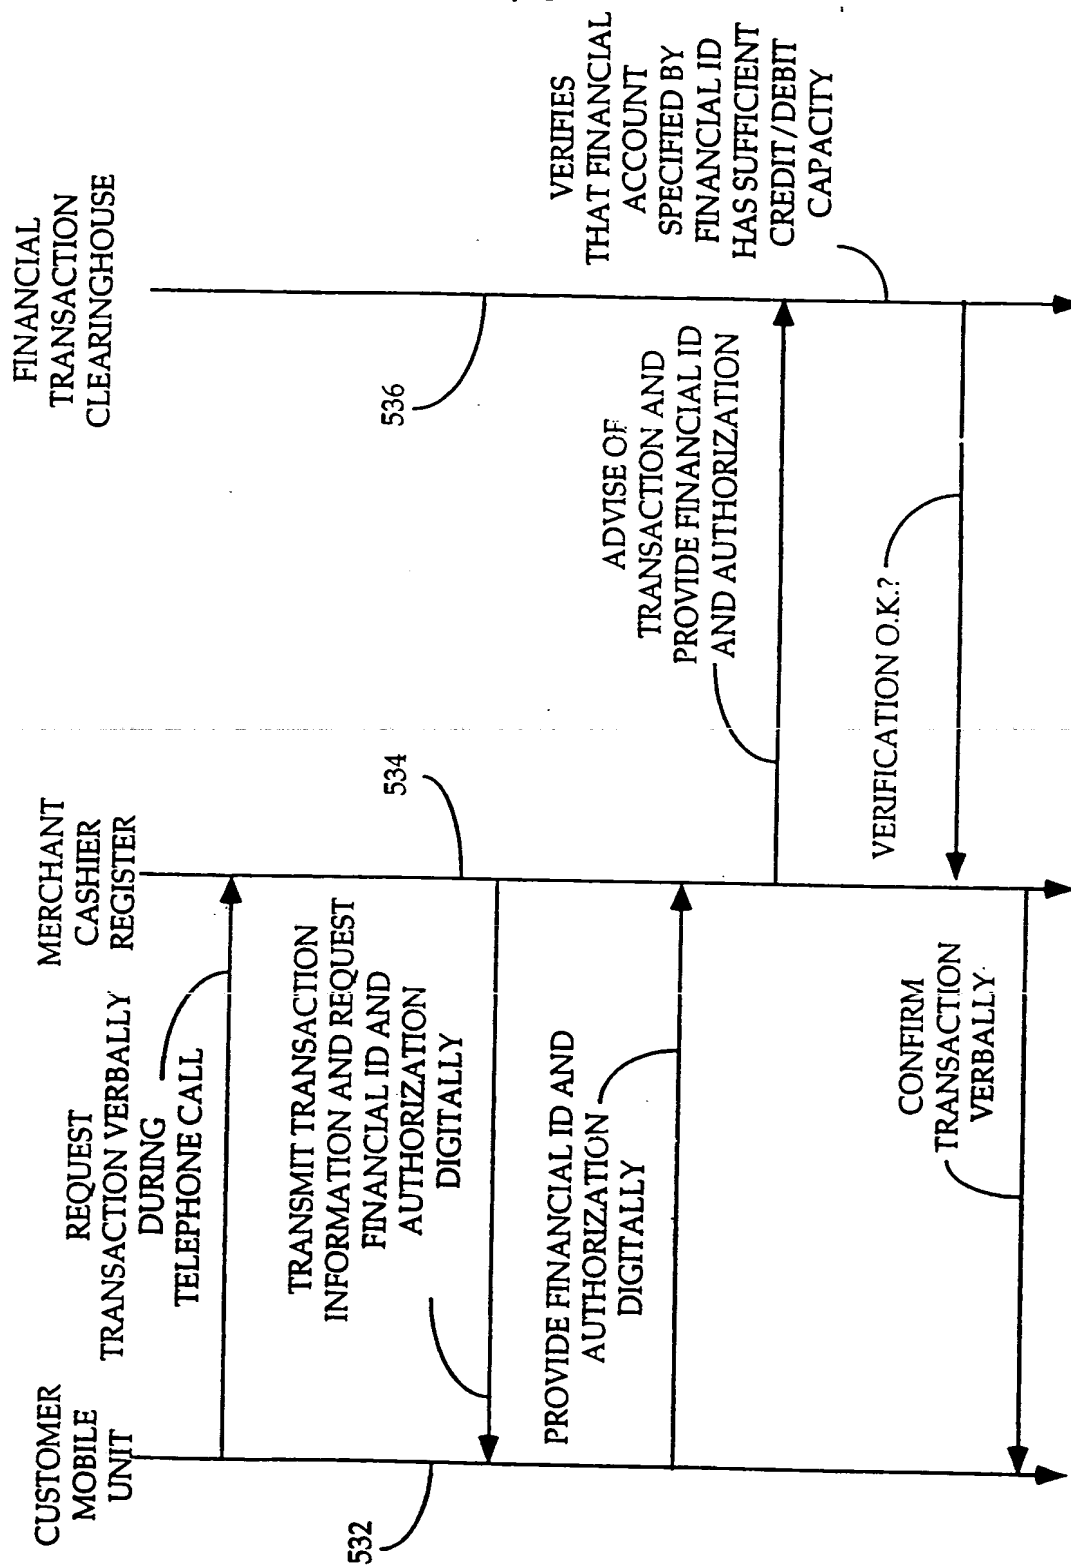 CUSTOMER
MOBILE
UNIT
MERCHANT
CASHIER
REGISTER
FINANCIAL
TRANSACTION
CLEARINGHOUSE
REQUEST
TRANSACTION VERBALLY
DURING
TELEPHONE CALL
532
534
536
TRANSMIT TRANSACTION
INFORMATION AND REQUEST
FINANCIAL ID AND
AUTHORIZATION
DIGITALLY
PROVIDE FINANCIAL ID AND
AUTHORIZATION
DIGITALLY
ADVISE OF
TRANSACTION AND
PROVIDE FINANCIAL ID
AND AUTHORIZATION
VERIFIES
THAT FINANCIAL
ACCOUNT
SPECIFIED BY
FINANCIAL ID
HAS SUFFICIENT
CREDIT/DEBIT
CAPACITY
VERIFICATION O.K.?
CONFIRM
TRANSACTION
VERBALLY